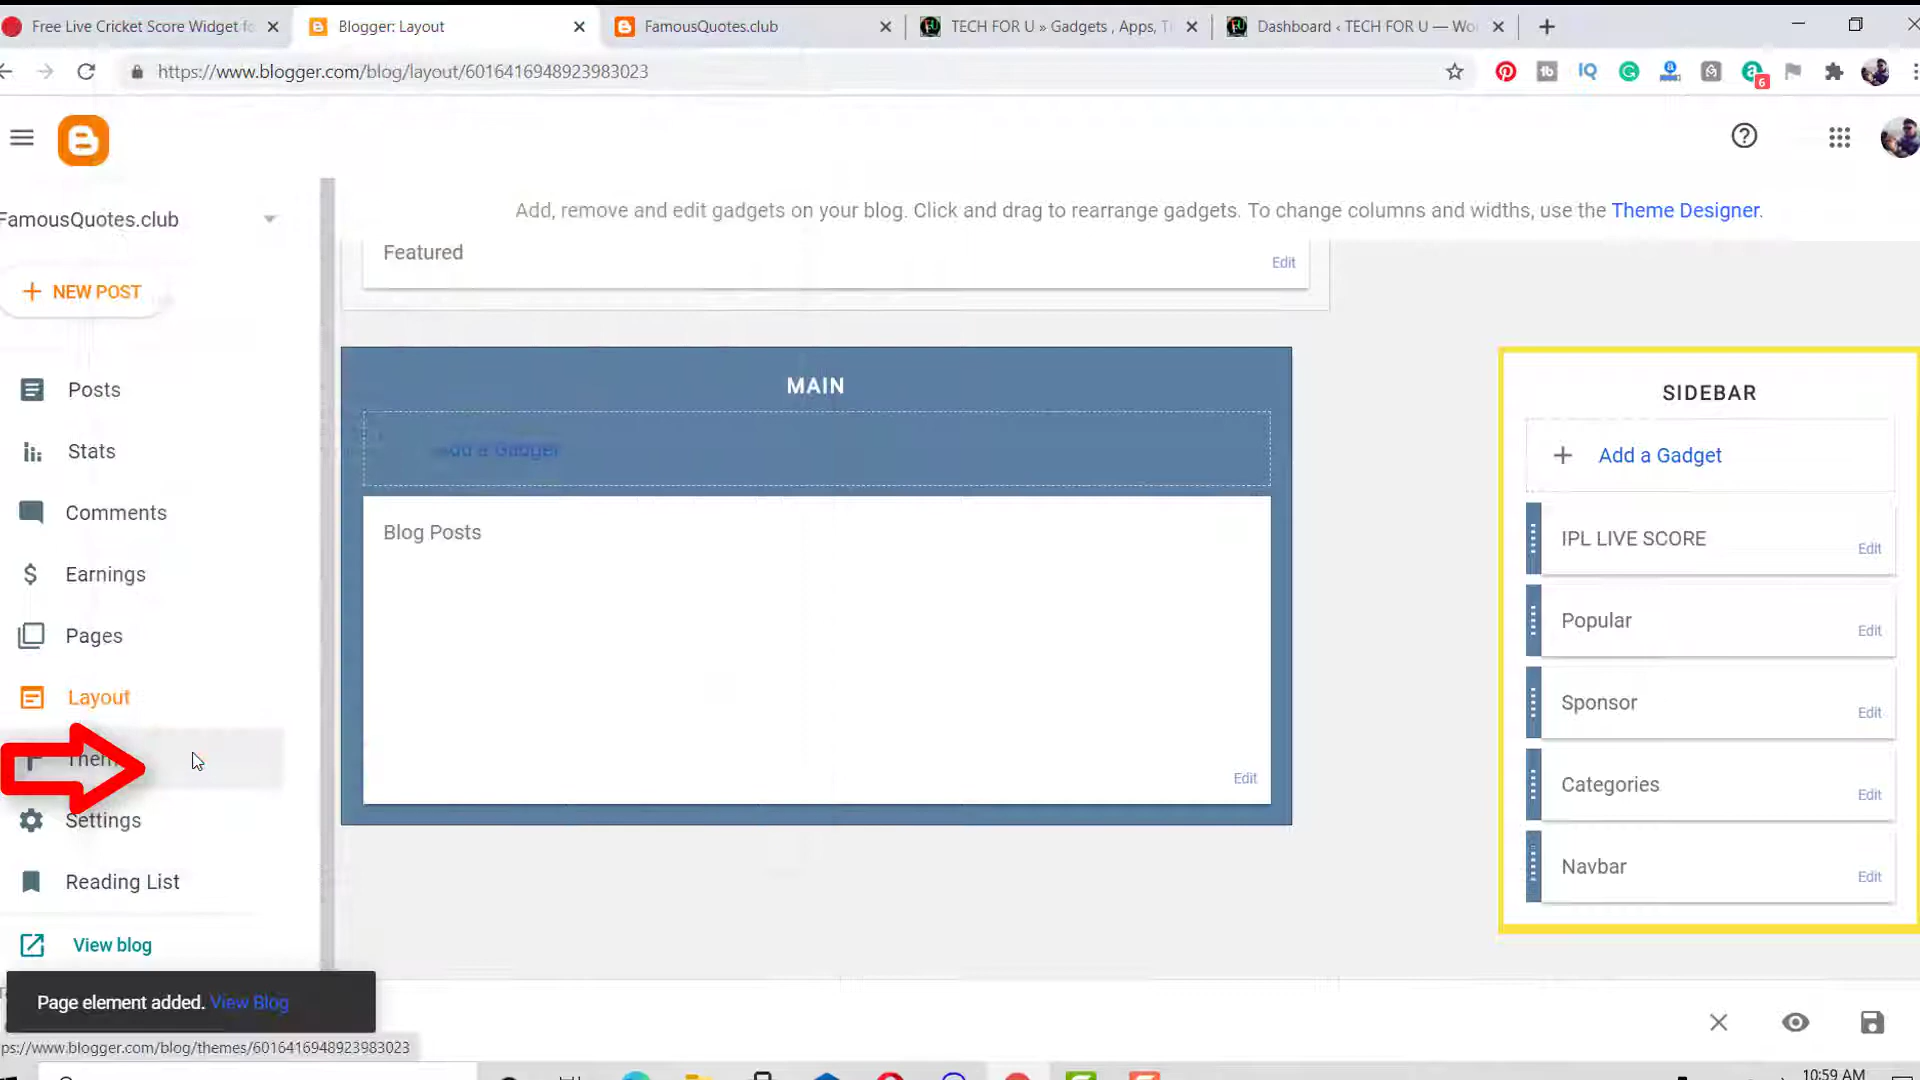 Free Live Cricket Score Widget fo
Blogger: Layout
FamousQuotes.club
TECH FOR U » Gadgets , Apps, T
Dashboard ‹ TECH FOR U — Wo
https://www.blogger.com/blog/layout/6016416948923983023
6
FamousQuotes.club
Add, remove and edit gadgets on your blog. Click and drag to rearrange gadgets. To change columns and widths, use the Theme Designer.
Featured
Edit
NEW POST
MAIN
SIDEBAR
Posts
Add a Gadget
Add a Gadget
Stats
Comments
Blog Posts
IPL LIVE SCORE
Edit
Earnings
Popular
Edit
Pages
Layout
Sponsor
Edit
Them
Edit
Categories
Edit
Settings
Navbar
Edit
Reading List
View blog
Page element added. View Blog
ps://www.blogger.com/blog/themes/6016416948923983023
10:59 AM